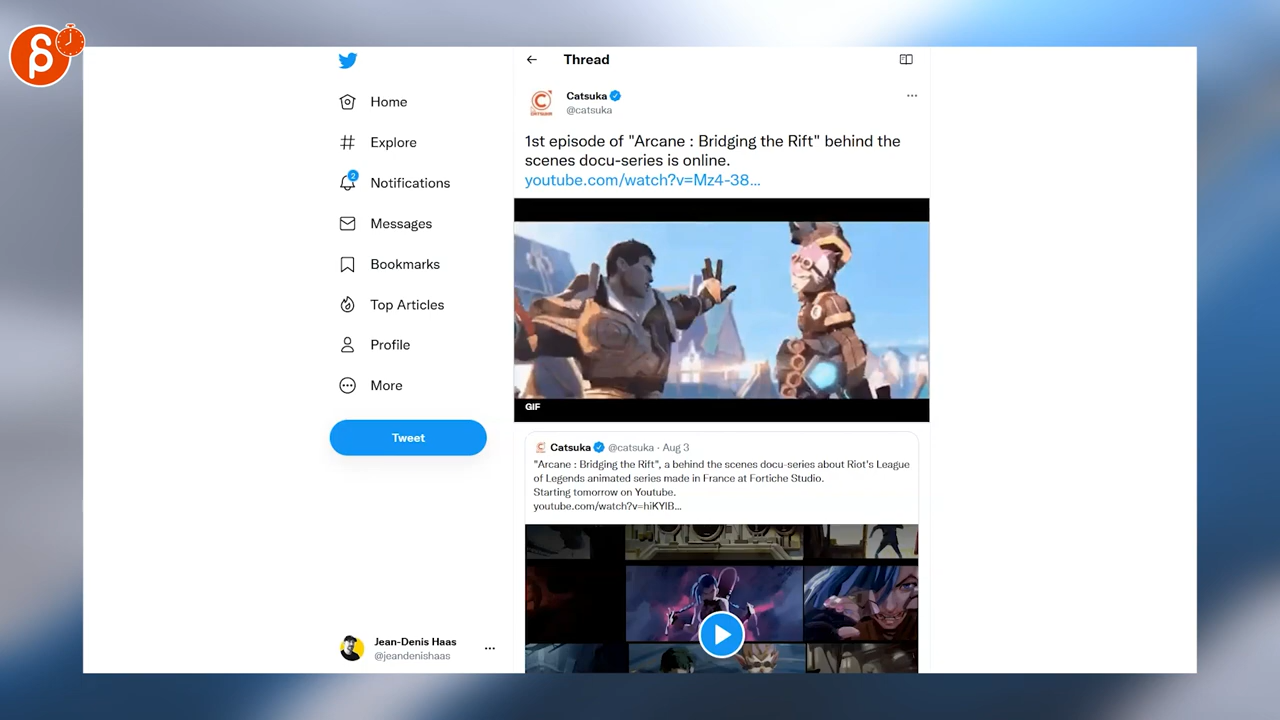 Thread
Home
Explore
2
Notifications
Messages
Bookmarks
Top Articles
Profile
More
Tweet
Jean-Denis Haas
@jeandenishaas
Catsuka
@catsuka
1st episode of "Arcane : Bridging the Rift" behind the
scenes docu-series is online.
youtube.com/watch?v=Mz4-38...
GIF
Catsuka @catsuka · Aug 3
"Arcane : Bridging the Rift", a behind the scenes docu-series about Riot's League
of Legends animated series made in France at Fortiche Studio.
Starting tomorrow on Youtube.
youtube.com/watch?v=hiKYlB...